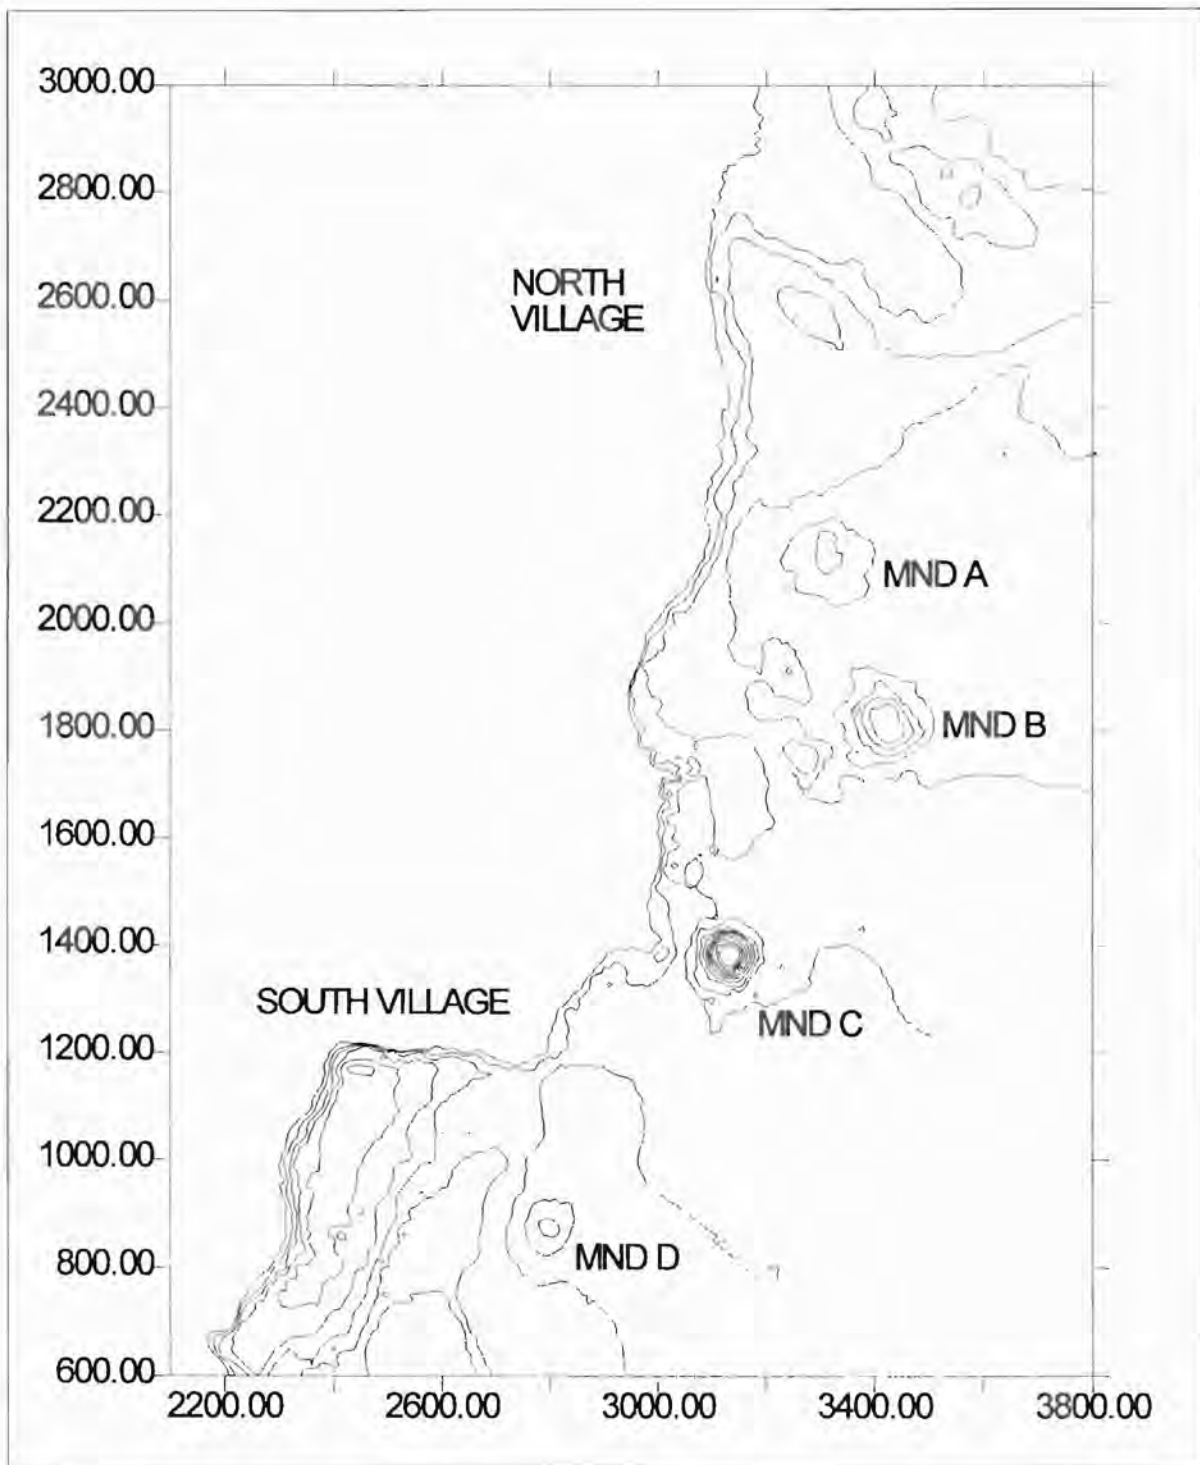 3000.00
2800.00
NORTH
VILLAGE
2600.00
2400.00
2200.00
MND A
2000.00
MND B
1800.00
1600.00
1400.00
SOUTH VILLAGE
MND C
1200.00
1000.00
MND D
800.00
600.00
2200.00 2600.00 3000.00 3400.00 3800.00